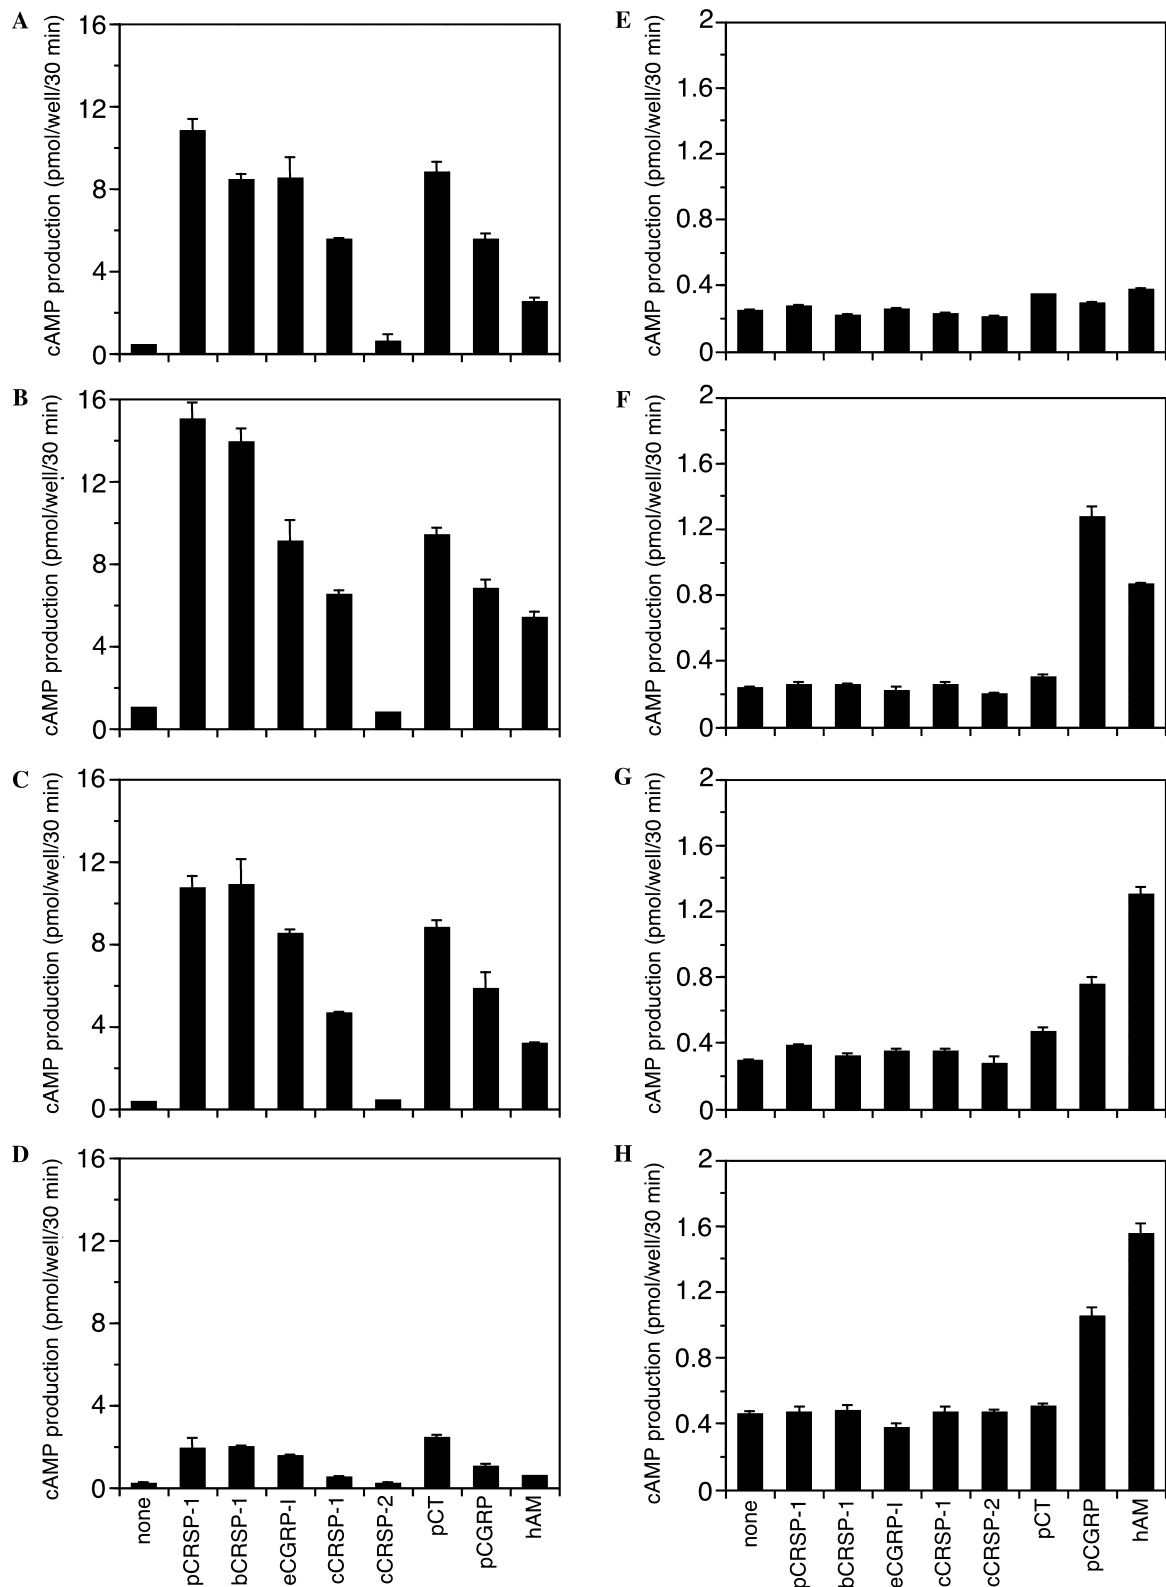 A
cAMP production (pmol/well/30 min)
16
12
8
4
0
B
cAMP production (pmol/well/30 min)
16
12
8
4
0
C
cAMP production (pmol/well/30 min)
16
12
8
4
0
D
cAMP production (pmol/well/30 min)
16
12
8
4
0
none
pCRSP-1
bCRSP-1
eCGRP-I
cCRSP-1
cCRSP-2
pCT
pCGRP
hAM
E
cAMP production (pmol/well/30 min)
2
1.6
1.2
0.8
0.4
0
F
cAMP production (pmol/well/30 min)
2
1.6
1.2
0.8
0.4
0
G
cAMP production (pmol/well/30 min)
2
1.6
1.2
0.8
0.4
0
H
cAMP production (pmol/well/30 min)
2
1.6
1.2
0.8
0.4
0
none
pCRSP-1
bCRSP-1
eCGRP-I
cCRSP-1
cCRSP-2
pCT
pCGRP
hAM